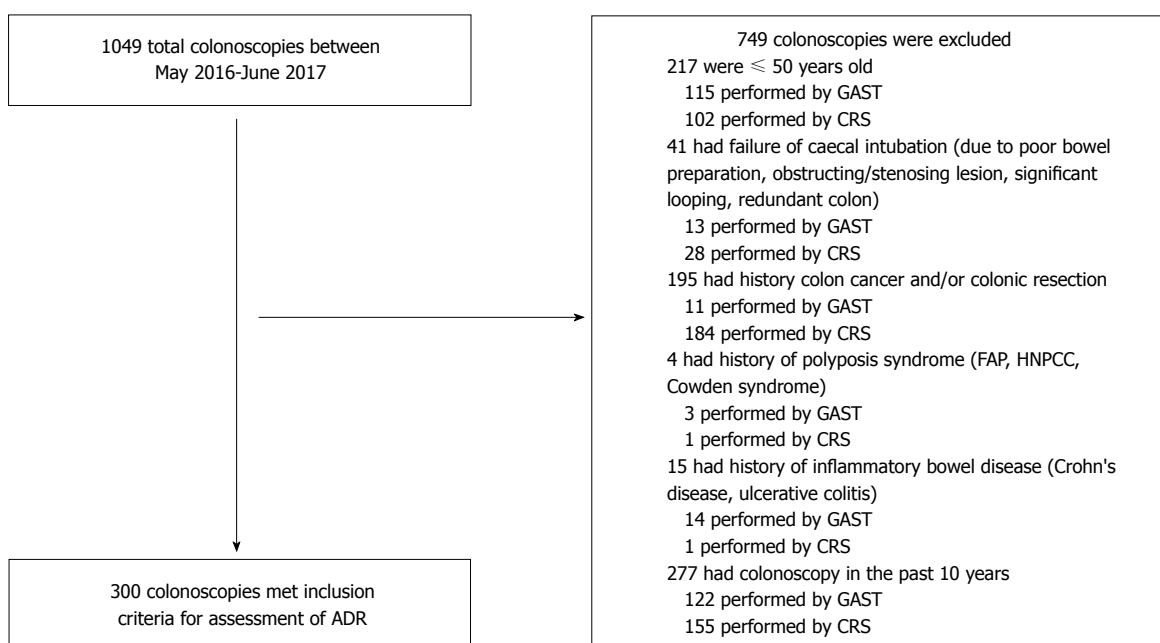 1049 total colonoscopies between
May 2016-June 2017
749 colonoscopies were excluded
217 were ≤ 50 years old
115 performed by GAST
102 performed by CRS
41 had failure of caecal intubation (due to poor bowel
preparation, obstructing/stenosing lesion, significant
looping, redundant colon)
13 performed by GAST
28 performed by CRS
195 had history colon cancer and/or colonic resection
11 performed by GAST
184 performed by CRS
4 had history of polyposis syndrome (FAP, HNPCC,
Cowden syndrome)
3 performed by GAST
1 performed by CRS
15 had history of inflammatory bowel disease (Crohn's
disease, ulcerative colitis)
14 performed by GAST
1 performed by CRS
277 had colonoscopy in the past 10 years
122 performed by GAST
155 performed by CRS
300 colonoscopies met inclusion
criteria for assessment of ADR